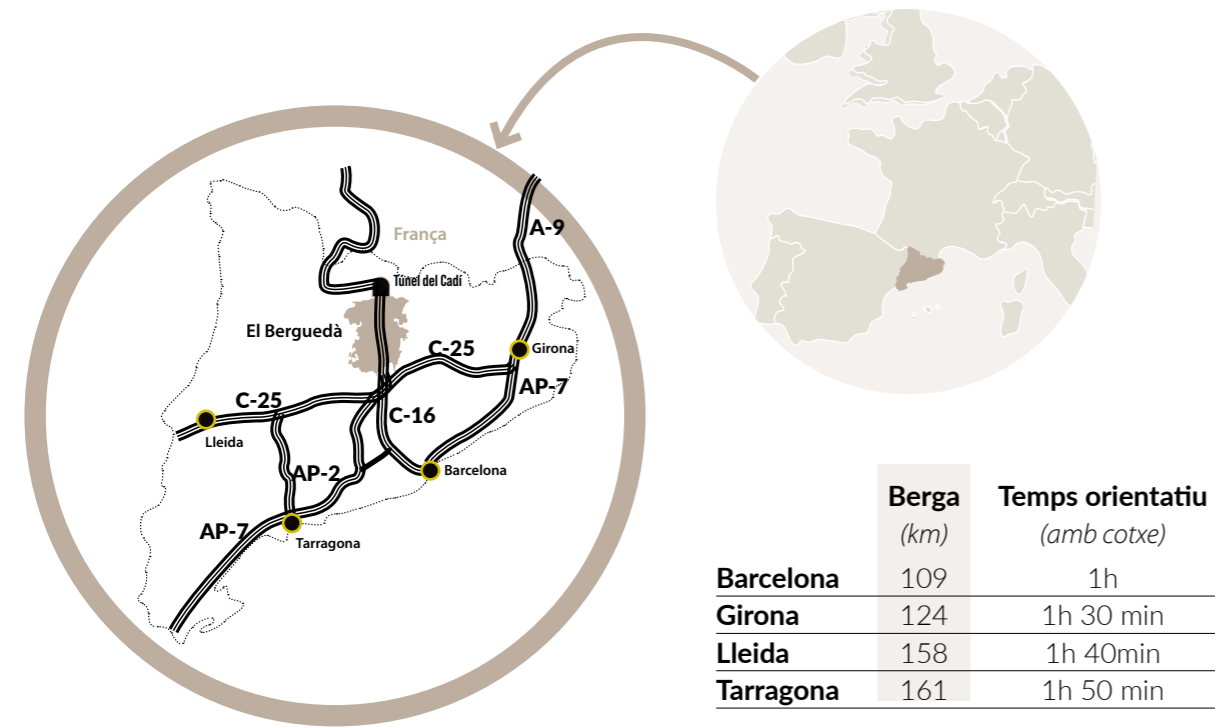 França
A-9
Túnel del Cadí
El Berguedà
C-25
Girona
AP-7
C-25
C-16
Lleida
AP-2
Barcelona
AP-7
Tarragona
Berga Temps orientatiu
(km) (amb cotxe)
Barcelona 109 1h
Girona 124 1h 30 min
Lleida 158 1h 40min
Tarragona 161 1h 50 min